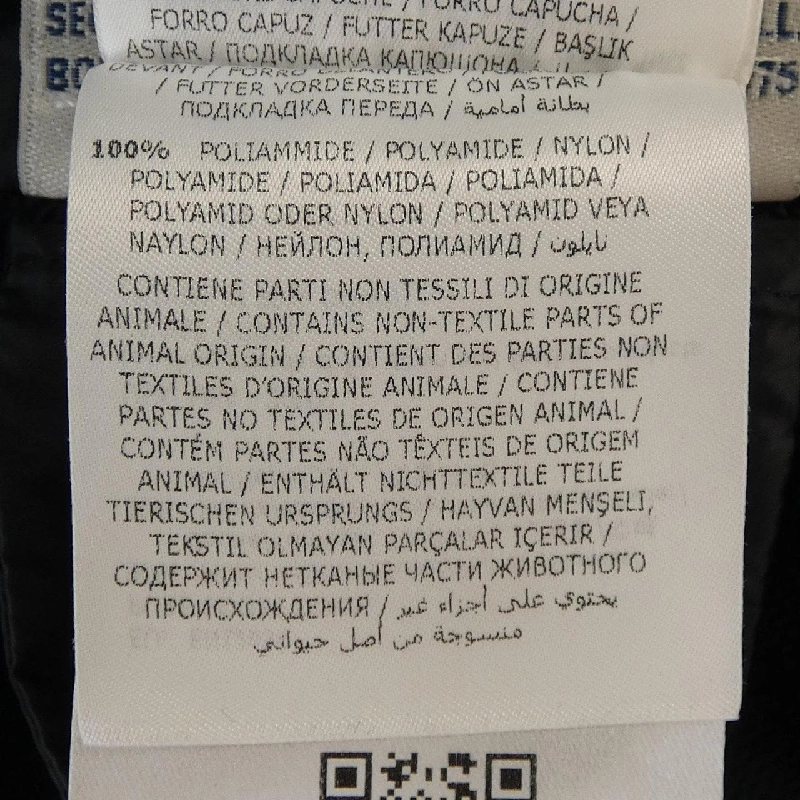 FORRO CAPUZ / FUTTER KAPUZE / BAŞLIK
ASTAR / ПОДКЛАДКА КАПЮШОНА /
/ FUTTER VORDERSEITE / ÖN ASTAR /
ПОДКЛАДКА ПЕРЕДА / بطانة أمامية
100% POLIAMMIDE / POLYAMIDE / NYLON /
POLYAMIDE / POLIAMIDA / POLIAMIDA /
POLYAMID ODER NYLON / POLYAMID VEYA
NAYLON / НЕЙЛОН, ПОЛИАМИД / نايلون
CONTIENE PARTI NON TESSILI DI ORIGINE
ANIMALE / CONTAINS NON-TEXTILE PARTS OF
ANIMAL ORIGIN / CONTIENT DES PARTIES NON
TEXTILES D'ORIGINE ANIMALE / CONTIENE
PARTES NO TEXTILES DE ORIGEN ANIMAL /
CONTÉM PARTES NÃO TÊXTEIS DE ORIGEM
ANIMAL / ENTHÄLT NICHTTEXTILE TEILE
TIERISCHEN URSPRUNGS / HAYVAN MENŞELİ,
TEKSTIL OLMAYAN PARÇALAR IÇERIR /
СОДЕРЖИТ НЕТКАНЫЕ ЧАСТИ ЖИВОТНОГО
ПРОИСХОЖДЕНИЯ / يحتوي على أجزاء غير
منسوجة من أصل حيواني